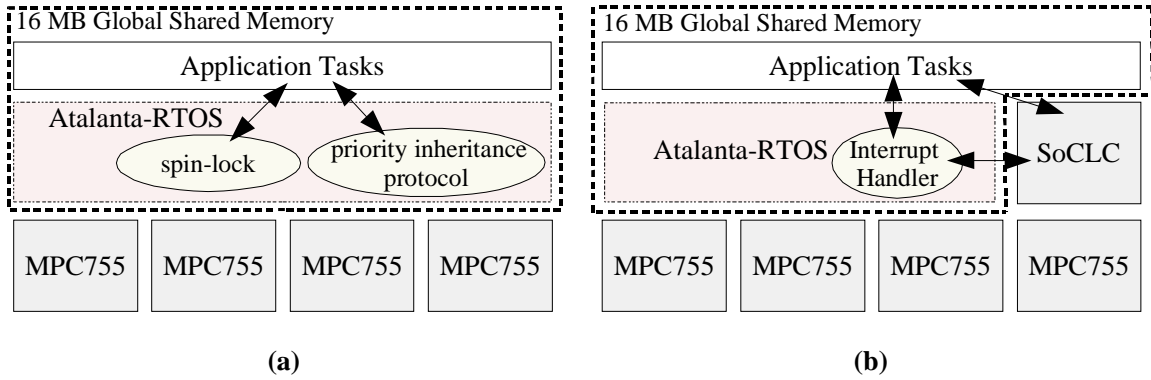 16 MB Global Shared Memory
Application Tasks
Atalanta-RTOS
spin-lock
priority inheritance
protocol
MPC755 MPC755 MPC755 MPC755
(a)
16 MB Global Shared Memory
Application Tasks
Atalanta-RTOS
Interrupt
Handler
SoCLC
MPC755 MPC755 MPC755 MPC755
(b)